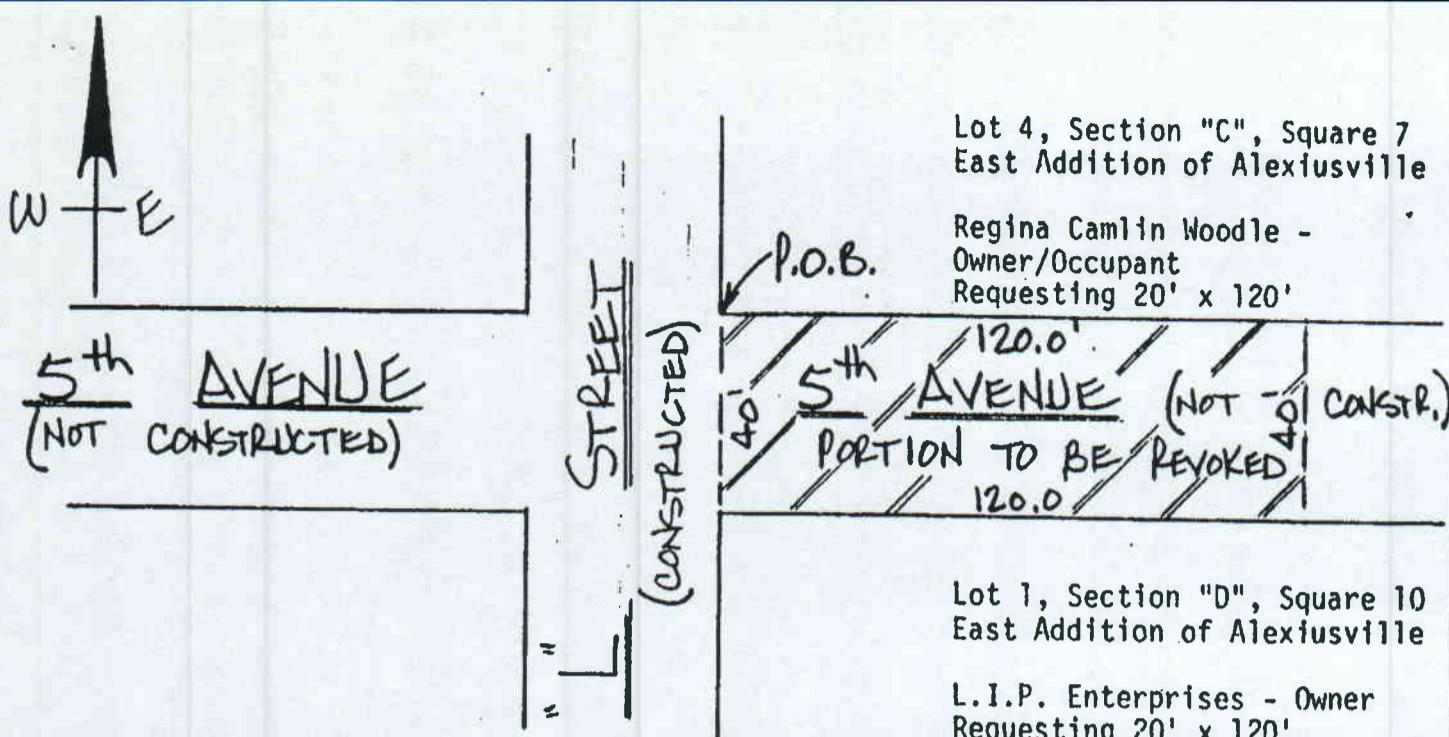 Lot 4, Section "C", Square 7
East Addition of Alexiusville
Regina Camlin Woodle -
Owner/Occupant
Requesting 20' x 120'
W E
P.O.B.
5th AVENUE
(NOT CONSTRUCTED)
"L" STREET
(CONSTRUCTED)
120.0'
40'
5th AVENUE (NOT CONSTR.)
40'
PORTION TO BE REVOKED
120.0
Lot 1, Section "D", Square 10
East Addition of Alexiusville
L.I.P. Enterprises - Owner
Requesting 20' x 120'